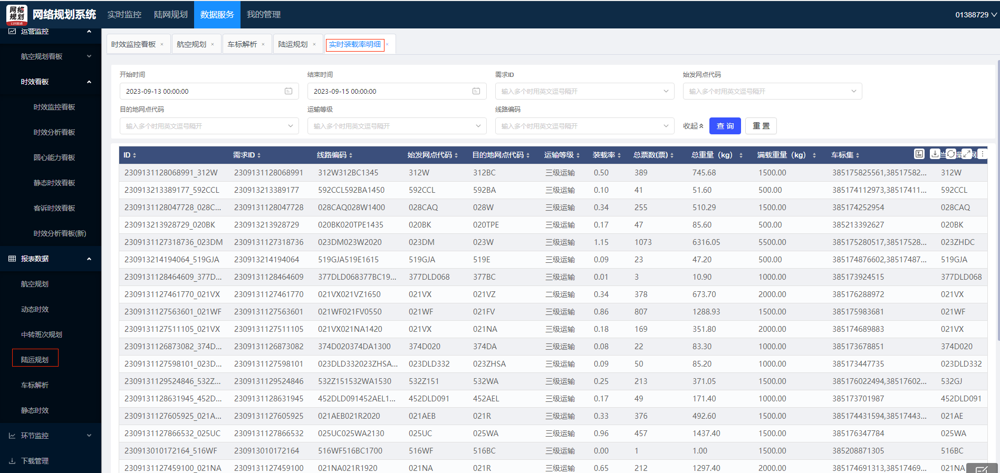 网络规划
网络规划系统
实时监控
陆网规划
数据服务
我的管理
01388729
运营监控
航空规划看板
时效看板
时效监控看板
时效分析看板
圆心能力看板
静态时效看板
客诉时效看板
时效分析看板(新)
报表数据
航空规划
动态时效
中转班次规划
陆运规划
车标解析
静态时效
环节监控
下载管理
时效监控看板 ×
航空规划 ×
车标解析 ×
陆运规划 ×
实时装载率明细 ×
开始时间
结束时间
需求ID
始发网点代码
2023-09-13 00:00:00
2023-09-15 00:00:00
输入多个时用英文逗号隔开
输入多个时用英文逗号隔开
目的地网点代码
运输等级
线路编码
输入多个时用英文逗号隔开
输入多个时用英文逗号隔开
输入多个时用英文逗号隔开
收起
查 询
重 置
ID 需求ID 线路编码 始发网点代码 目的地网点代码 运输等级 装载率 总票数(票) 总重量（kg） 满载重量（kg） 车标集
2309131128068991_312W 2309131128068991 312W312BC1345 312W 312BC 三级运输 0.50 389 745.68 1500.00 385175825561,38517582... 312W
230913213389177_592CCL 230913213389177 592CCL592BA1450 592CCL 592BA 三级运输 0.10 41 51.60 500.00 385174112973,38517411... 592CCL
2309131128047728_028C... 2309131128047728 028CAQ028W1400 028CAQ 028W 三级运输 0.34 255 510.29 1500.00 385174252954 028CAQ
230913213928729_020BK 230913213928729 020BK020TPE1435 020BK 020TPE 三级运输 0.17 47 85.60 500.00 385213392627 020BK
2309131127318736_023DM 2309131127318736 023DM023W2020 023DM 023W 三级运输 1.15 1073 6316.05 5500.00 385175280517,38517528... 023ZHDC
230913214194064_519GJA 230913214194064 519GJA519E1615 519GJA 519E 三级运输 0.09 23 47.20 500.00 385174876602,38517487... 519GJA
2309131128464609_377D... 2309131128464609 377DLD068377BC19... 377DLD068 377BC 三级运输 0.01 3 10.90 1000.00 385173924515 377DLD068
2309131127461770_021VX 2309131127461770 021VX021VZ1650 021VX 021VZ 二级运输 0.34 378 673.70 2000.00 385176288972 021VX
2309131127563601_021WF 2309131127563601 021WF021FV0550 021WF 021FV 三级运输 0.86 807 1288.93 1500.00 385175983681 021WF
2309131127511105_021VX 2309131127511105 021VX021NA1420 021VX 021NA 三级运输 0.18 169 351.80 2000.00 385174689883 021VX
2309131126873082_374D... 2309131126873082 374D020374DA1300 374D020 374DA 三级运输 0.08 22 83.30 1000.00 385173678851 374D020
2309131127598101_023D... 2309131127598101 023DLD332023ZHSA... 023DLD332 023ZHSA 三级运输 0.09 50 85.20 1000.00 385173447735 023DLD332
2309131129524846_532Z... 2309131129524846 532Z151532WA1530 532Z151 532WA 三级运输 0.25 213 371.05 1500.00 385176022494,38517602... 532GJ
2309131128631945_452D... 2309131128631945 452DLD091452AEL1... 452DLD091 452AEL 三级运输 0.17 49 171.40 1000.00 385173701987 452DLD091
2309131127605925_021A... 2309131127605925 021AEB021R2020 021AEB 021R 三级运输 0.33 376 492.60 1500.00 385174431594,38517443... 021AE
2309131127866532_025UC 2309131127866532 025UC025WA2130 025UC 025WA 三级运输 0.96 457 1437.40 1500.00 385176347784 025WA
230913010172164_516WF 230913010172164 516WF516BC1700 516WF 516BC 三级运输 0.00 1 1.00 1500.00 385208871305 516BC
2309131127459100_021NA 2309131127459100 021NA021R1920 021NA 021R 三级运输 0.65 212 1297.40 2000.00 385174691313,38517469... 021NA